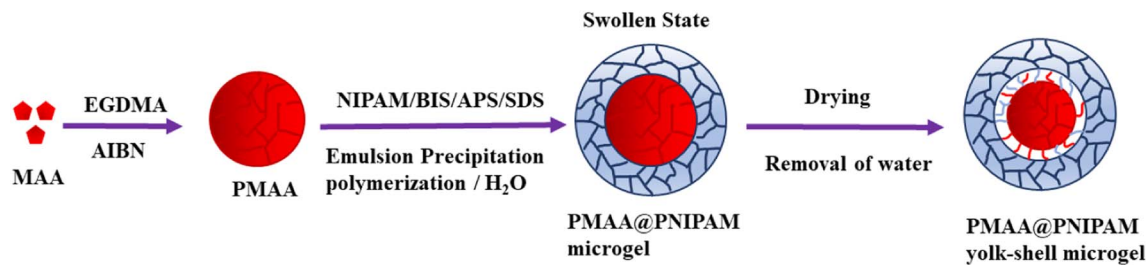 Swollen State
EGDMA
AIBN
MAA
PMAA
NIPAM/BIS/APS/SDS
Emulsion Precipitation
polymerization / H₂O
PMAA@PNIPAM
microgel
Drying
Removal of water
PMAA@PNIPAM
yolk-shell microgel